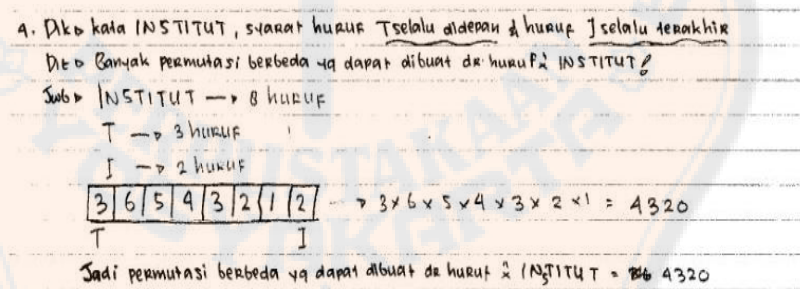 4. Dik▷ kata INSTITUT, syarat huruf T selalu didepan & huruf I selalu terakhir
Dit▷ Banyak permutasi berbeda yg dapat dibuat dr huruf² INSTITUT!
Jwb▷ INSTITUT → 8 huruf
T → 3 huruf
I → 2 huruf
3 6 5 4 3 2 1 2 → 3 × 6 × 5 × 4 × 3 × 2 × 1 = 4320
T I
Jadi permutasi berbeda yg dapat dibuat dr huruf² INSTITUT = 4320